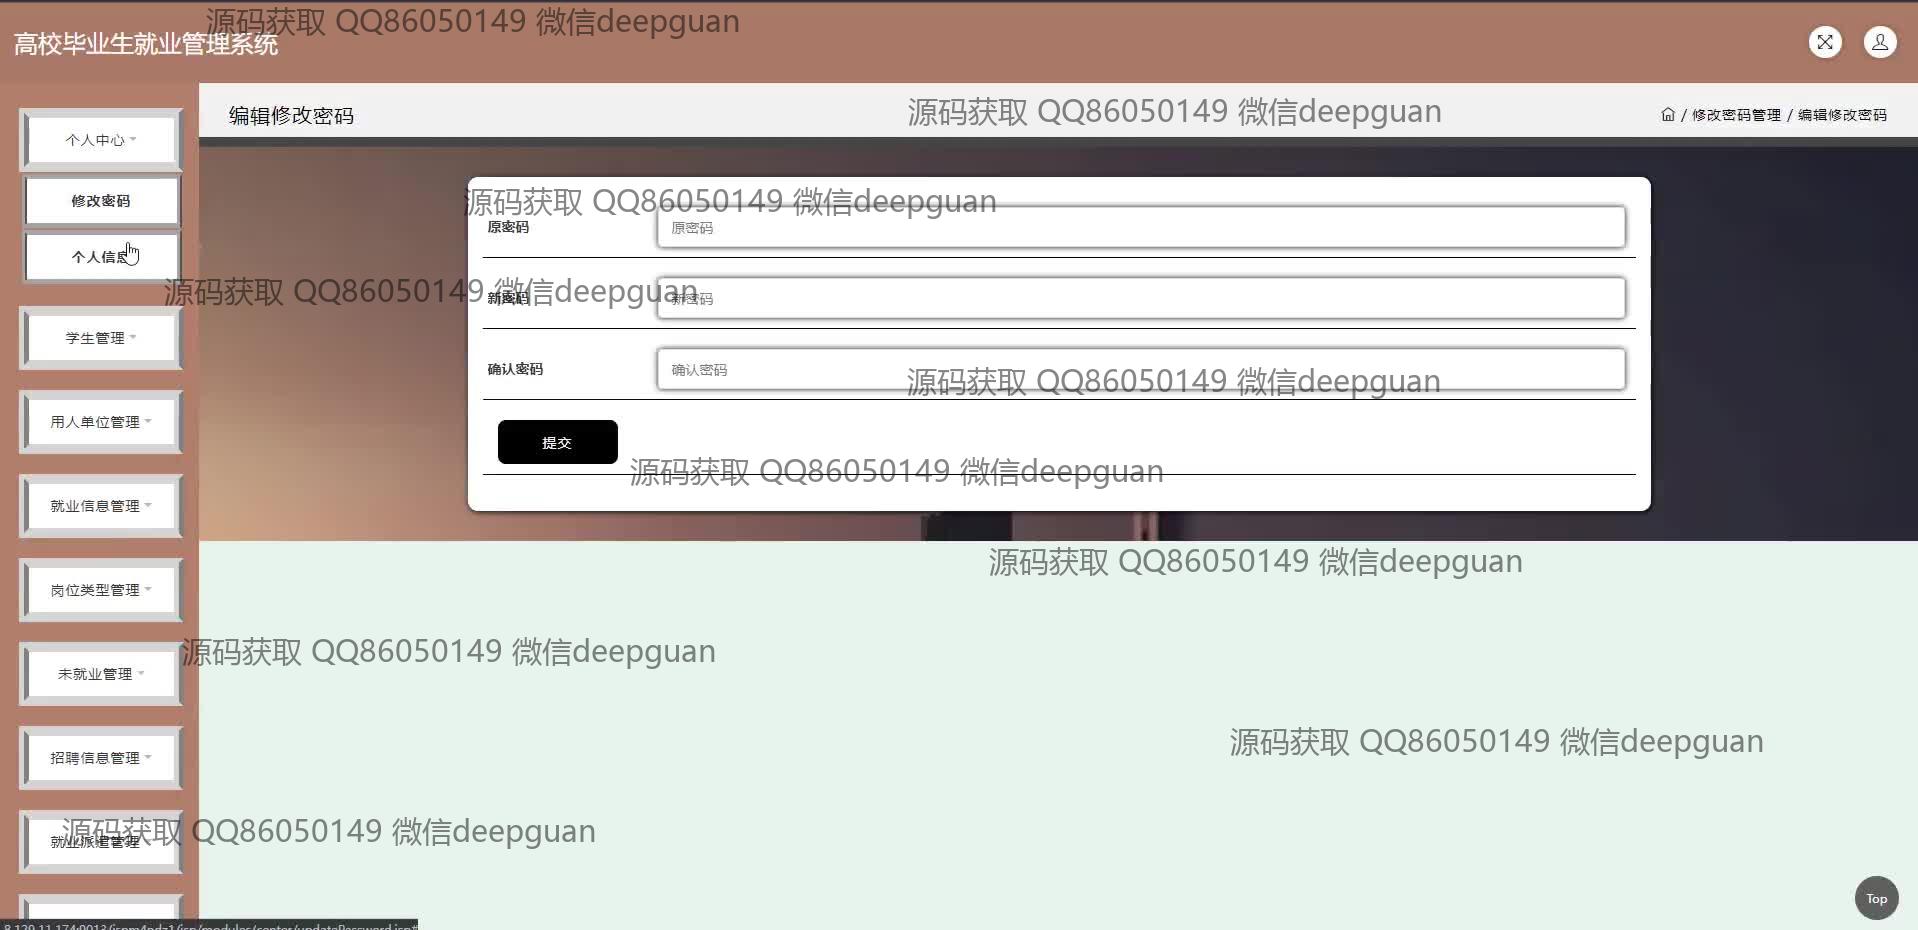 源码获取 QQ86050149 微信deepguan
高校毕业生就业管理系统
编辑修改密码
源码获取 QQ86050149 微信deepguan
/ 修改密码管理 / 编辑修改密码
个人中心
修改密码
个人信息
学生管理
用人单位管理
就业信息管理
岗位类型管理
未就业管理
招聘信息管理
就业派遣管理
源码获取 QQ86050149 微信deepguan
原密码
原密码
源码获取 QQ86050149 微信deepguan
新密码
新密码
确认密码
确认密码
源码获取 QQ86050149 微信deepguan
提交
源码获取 QQ86050149 微信deepguan
源码获取 QQ86050149 微信deepguan
源码获取 QQ86050149 微信deepguan
源码获取 QQ86050149 微信deepguan
源码获取 QQ86050149 微信deepguan
Top